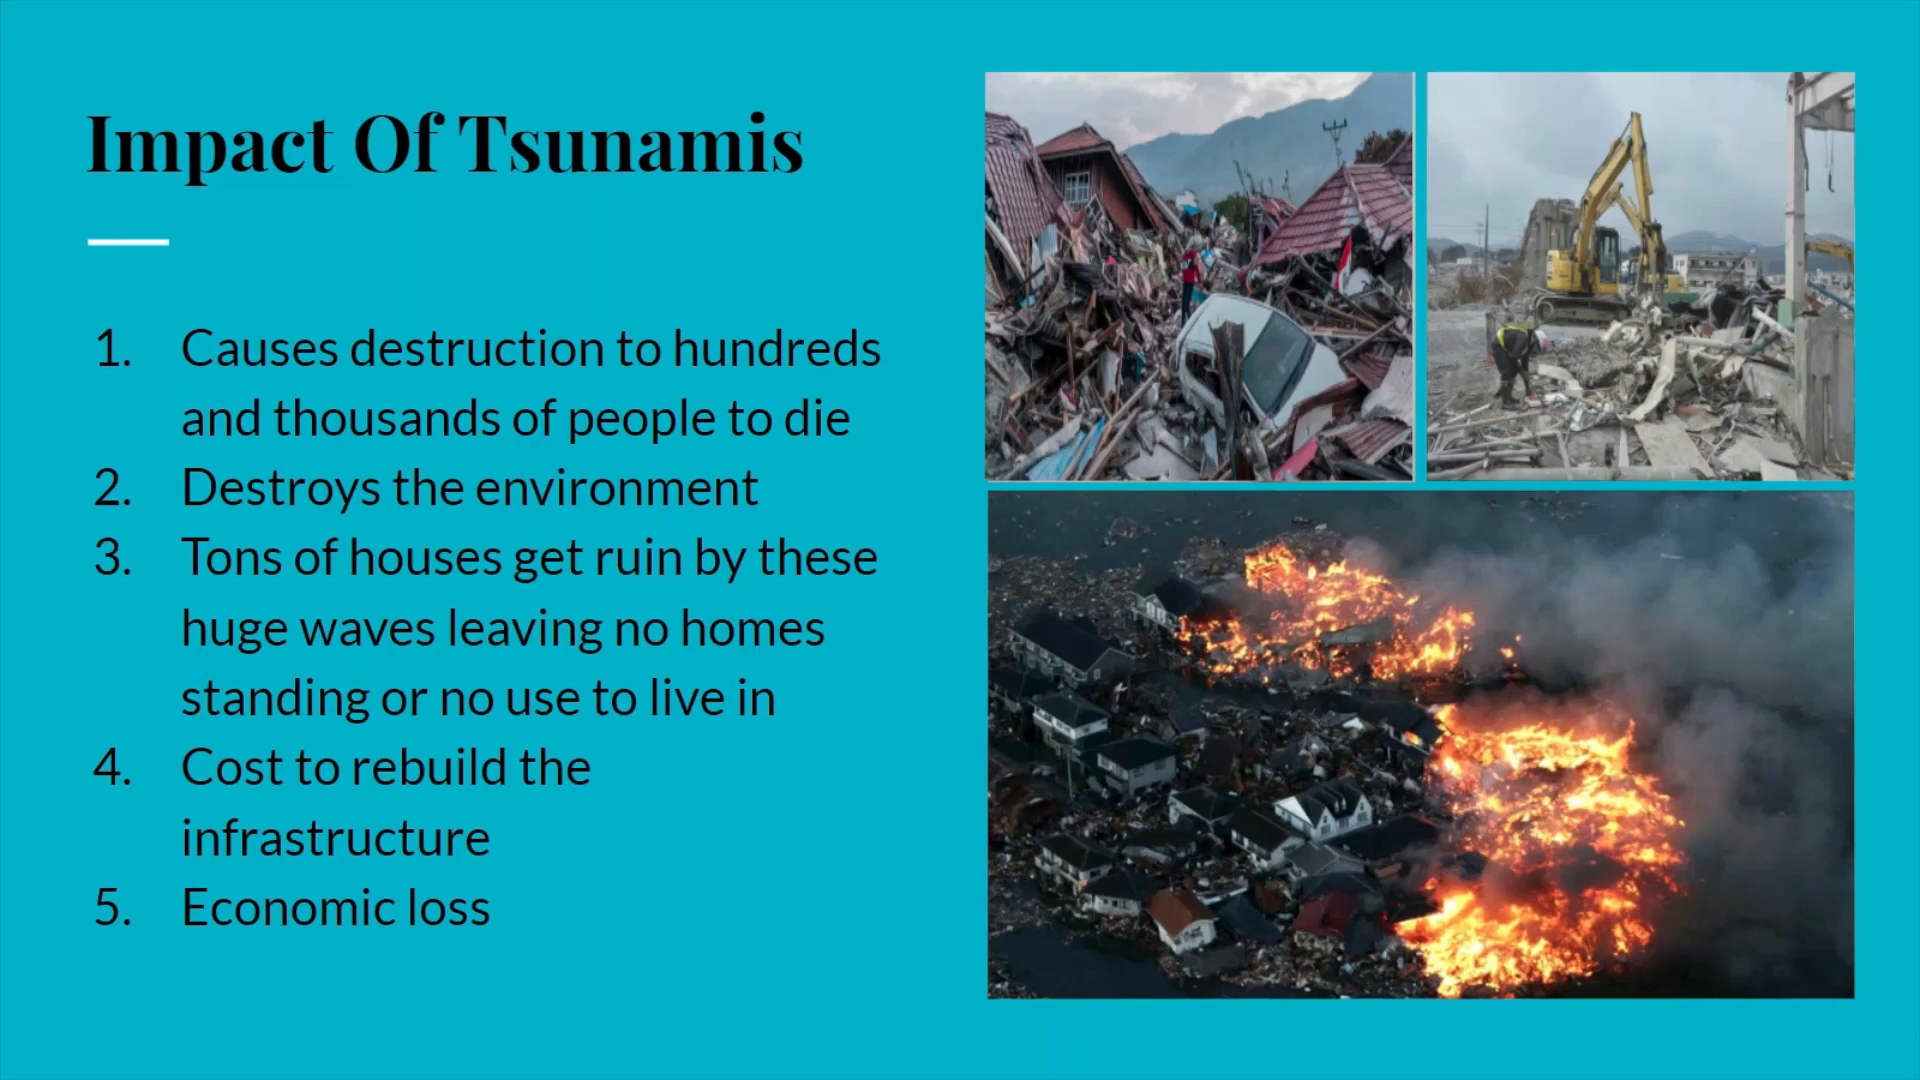 Impact Of Tsunamis
1. Causes destruction to hundreds
and thousands of people to die
2. Destroys the environment
3. Tons of houses get ruin by these
huge waves leaving no homes
standing or no use to live in
4. Cost to rebuild the
infrastructure
5. Economic loss